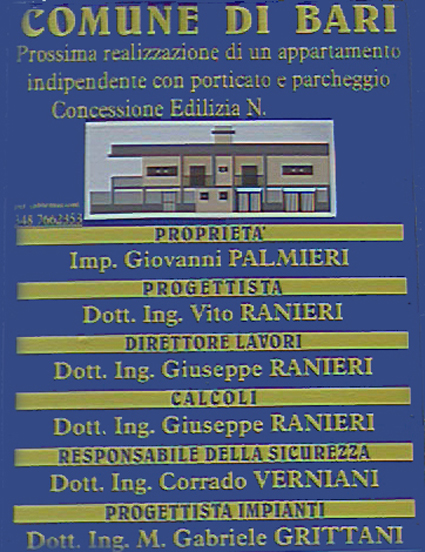 COMUNE DI BARI
Prossima realizzazione di un appartamento
indipendente con porticato e parcheggio
Concessione Edilizia N.
348 7662353
PROPRIETA'
Imp. Giovanni PALMIERI
PROGETTISTA
Dott. Ing. Vito RANIERI
DIRETTORE LAVORI
Dott. Ing. Giuseppe RANIERI
CALCOLI
Dott. Ing. Giuseppe RANIERI
RESPONSABILE DELLA SICUREZZA
Dott. Ing. Corrado VERNIANI
PROGETTISTA IMPIANTI
Dott. Ing. M. Gabriele GRITTANI